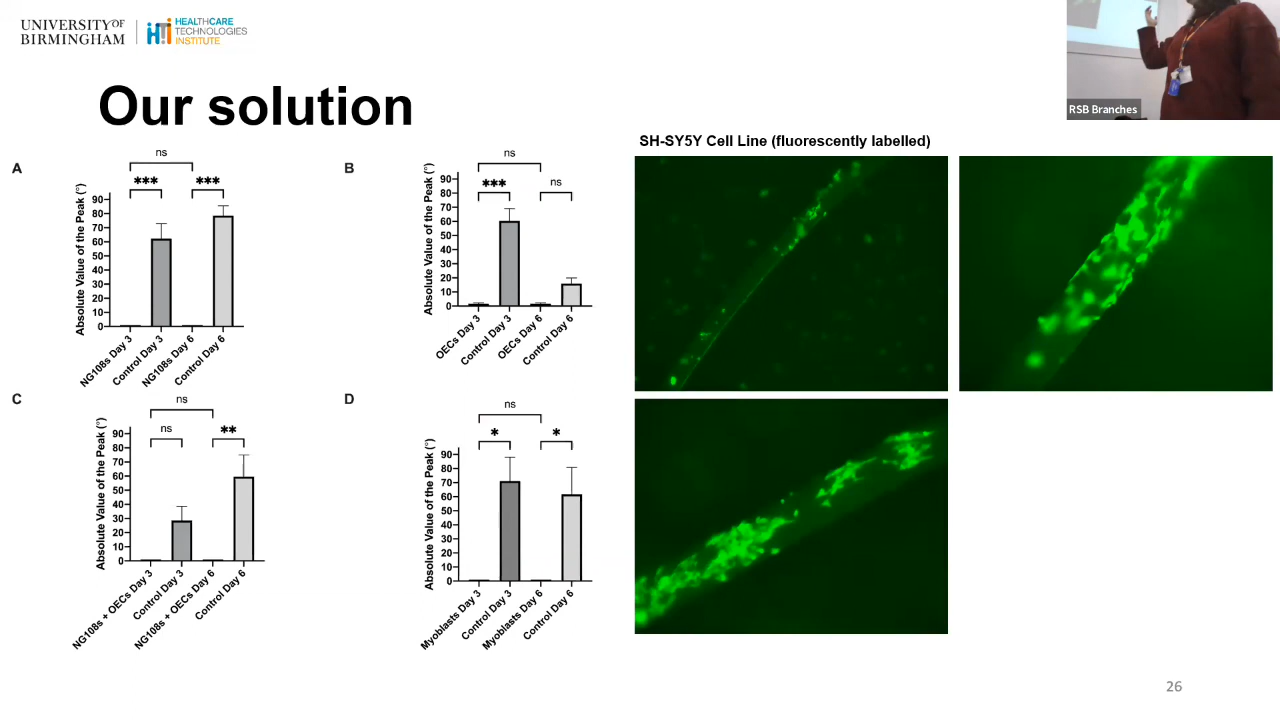 UNIVERSITY OF
BIRMINGHAM
HEALTHCARE
TECHNOLOGIES
INSTITUTE
RSB Branches
Our solution
SH-SY5Y Cell Line (fluorescently labelled)
A
ns
***
***
Absolute Value of the Peak (°)
90
80
70
60
50
40
30
20
10
0
NG108s Day 3
Control Day 3
NG108s Day 6
Control Day 6
B
ns
***
ns
Absolute Value of the Peak (°)
90
80
70
60
50
40
30
20
10
0
OECs Day 3
Control Day 3
OECs Day 6
Control Day 6
C
ns
ns
**
Absolute Value of the Peak (°)
90
80
70
60
50
40
30
20
10
0
NG108s + OECs Day 3
Control Day 3
NG108s + OECs Day 6
Control Day 6
D
ns
*
*
Absolute Value of the Peak (°)
90
80
70
60
50
40
30
20
10
0
Myoblasts Day 3
Control Day 3
Myoblasts Day 6
Control Day 6
26